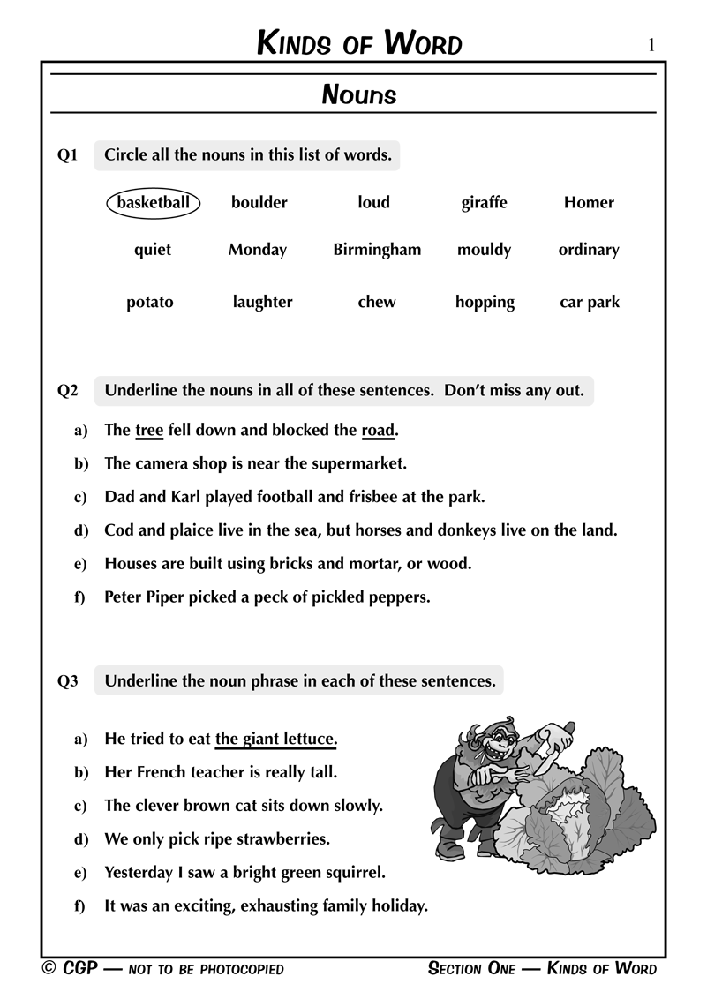 KINDS OF WORD
1
Nouns
Q1 Circle all the nouns in this list of words.
basketball boulder loud giraffe Homer
quiet Monday Birmingham mouldy ordinary
potato laughter chew hopping car park
Q2 Underline the nouns in all of these sentences. Don't miss any out.
a) The tree fell down and blocked the road.
b) The camera shop is near the supermarket.
c) Dad and Karl played football and frisbee at the park.
d) Cod and plaice live in the sea, but horses and donkeys live on the land.
e) Houses are built using bricks and mortar, or wood.
f) Peter Piper picked a peck of pickled peppers.
Q3 Underline the noun phrase in each of these sentences.
a) He tried to eat the giant lettuce.
b) Her French teacher is really tall.
c) The clever brown cat sits down slowly.
d) We only pick ripe strawberries.
e) Yesterday I saw a bright green squirrel.
f) It was an exciting, exhausting family holiday.
© CGP — NOT TO BE PHOTOCOPIED
SECTION ONE — KINDS OF WORD